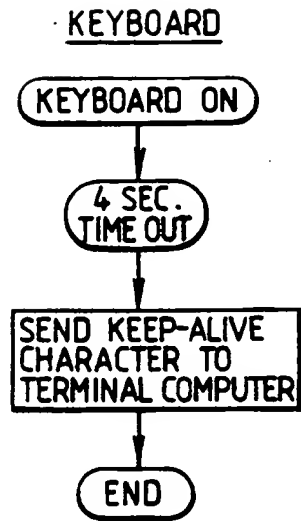 KEYBOARD
KEYBOARD ON
4 SEC.
TIME OUT
SEND KEEP-ALIVE
CHARACTER TO
TERMINAL COMPUTER
END